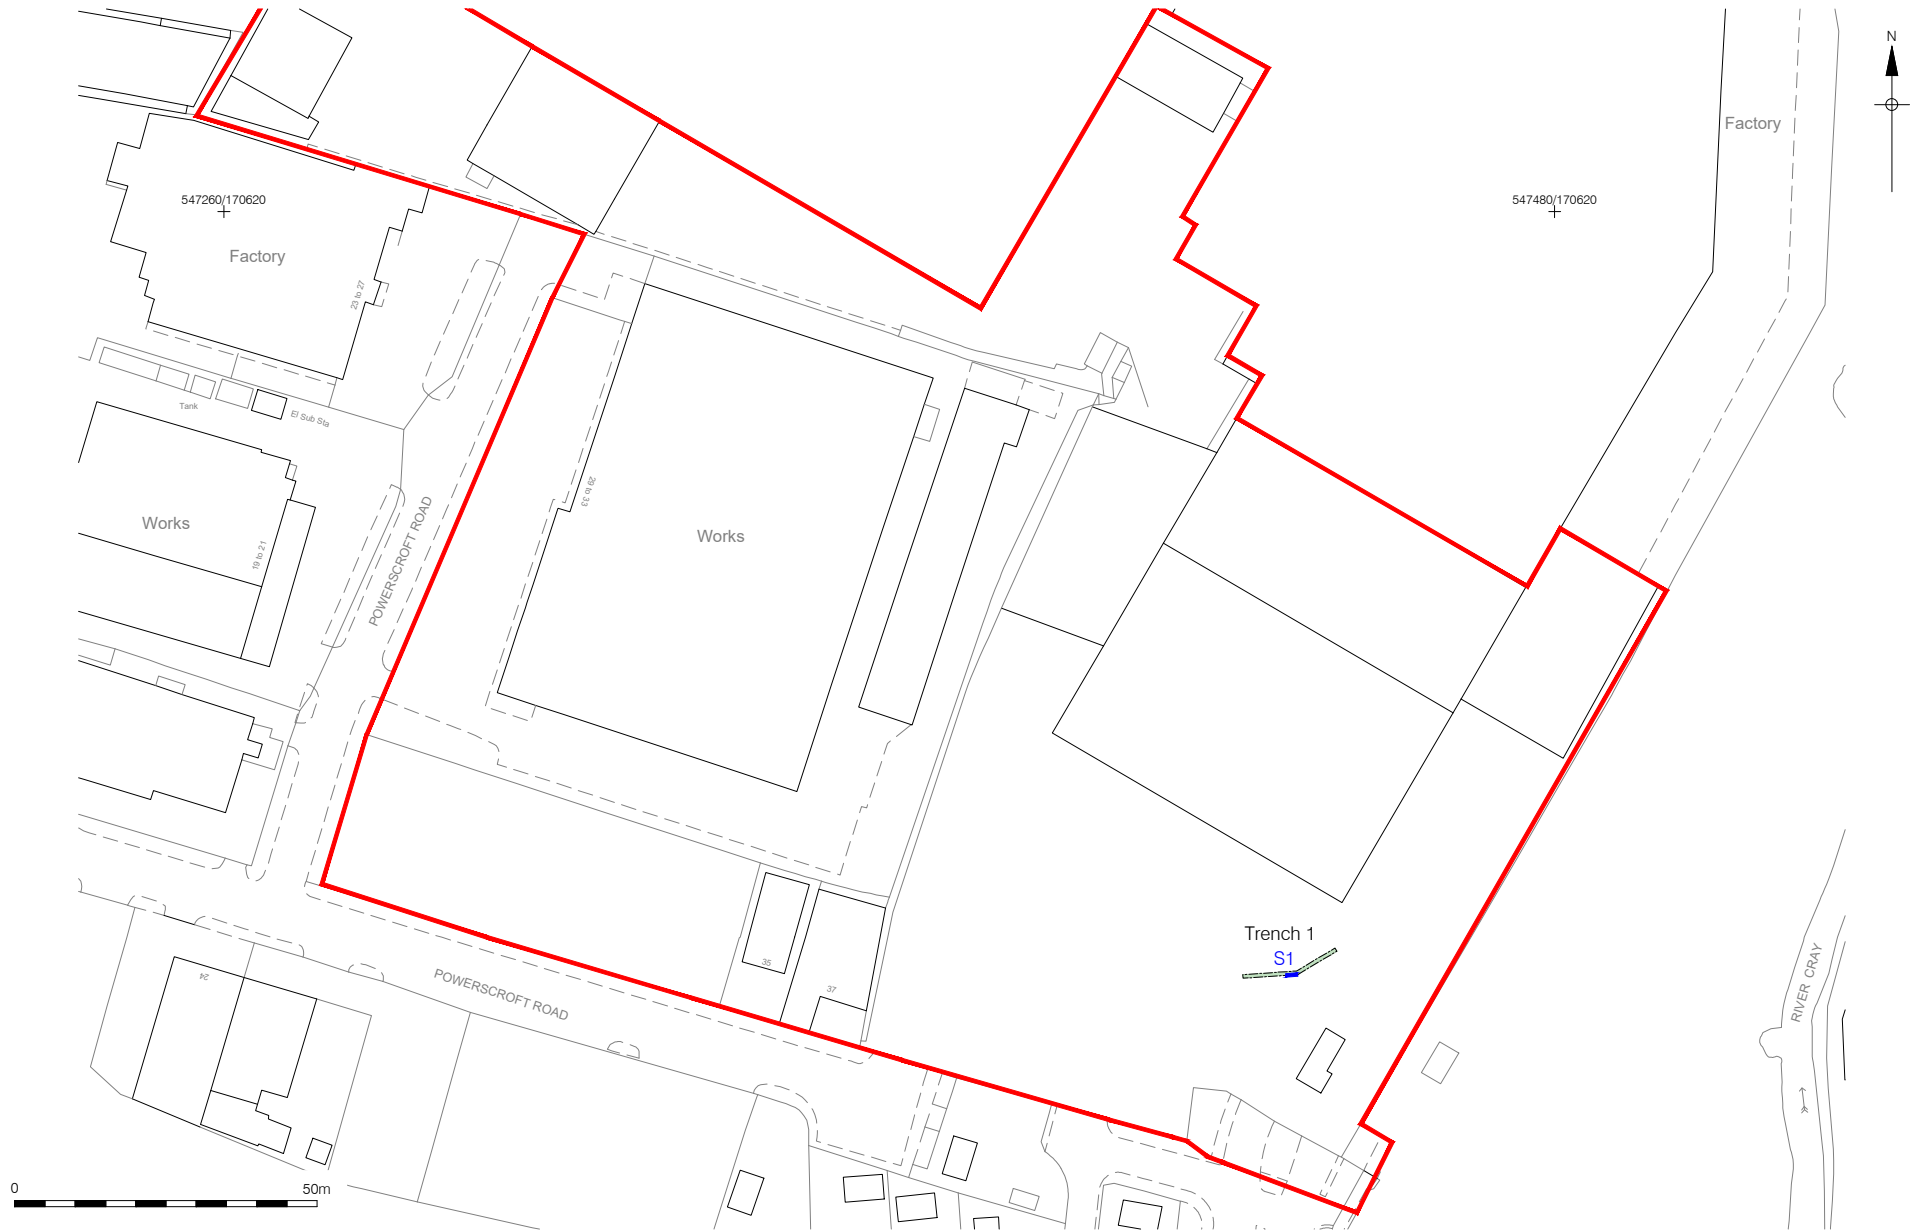 N
Factory
547260/170620
547480/170620
Factory
23 to 27
Tank
El Sub Sta
29 to 33
Works
Works
19 to 21
POWERSCROFT ROAD
Trench 1
S1
35
37
24
POWERSCROFT ROAD
RIVER CRAY
0 50m